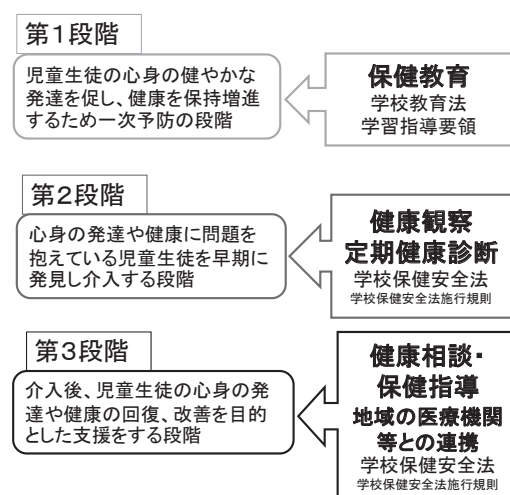 第1段階
児童生徒の心身の健やかな
発達を促し、健康を保持増進
するため一次予防の段階
保健教育
学校教育法
学習指導要領
第2段階
心身の発達や健康に問題を
抱えている児童生徒を早期に
発見し介入する段階
健康観察
定期健康診断
学校保健安全法
学校保健安全法施行規則
第3段階
介入後、児童生徒の心身の発
達や健康の回復、改善を目的
とした支援をする段階
健康相談・
保健指導
地域の医療機関
等との連携
学校保健安全法
学校保健安全法施行規則